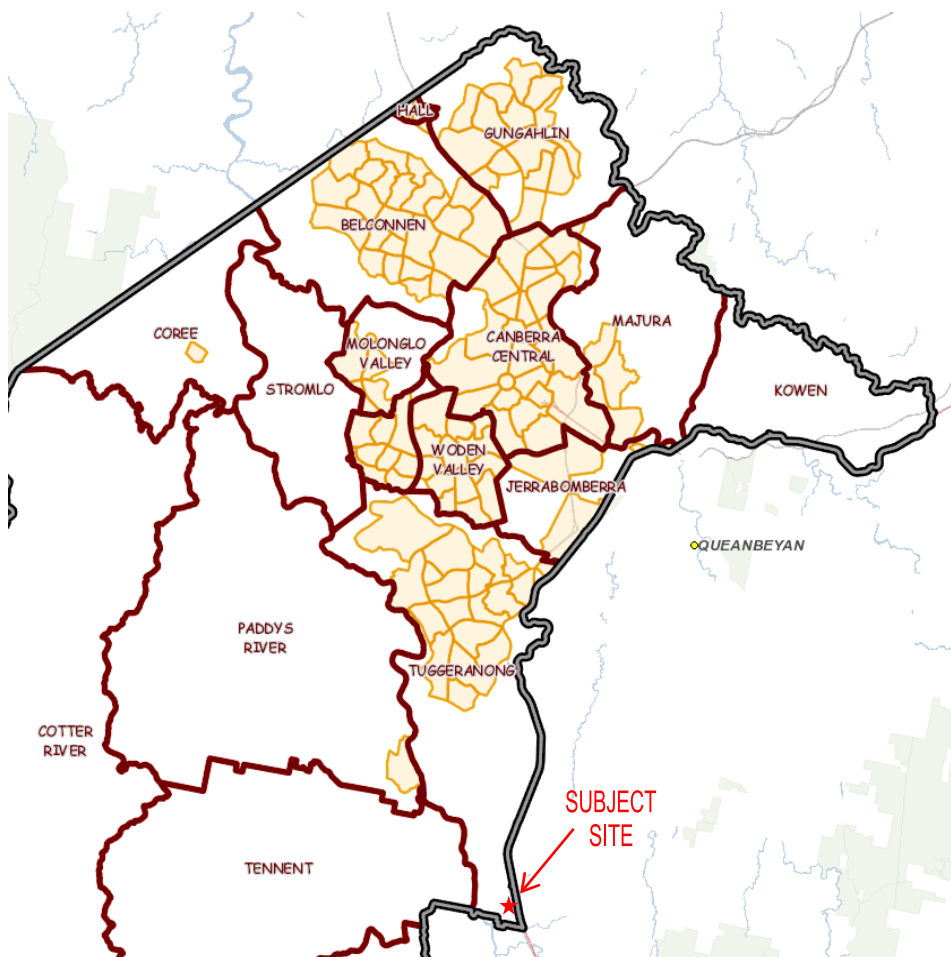 HALL
GUNGAHLIN
BELCONNEN
COREE
MOLONGLO
VALLEY
CANBERRA
CENTRAL
MAJURA
STROMLO
KOWEN
WODEN
VALLEY
JERRABOMBERRA
QUEANBEYAN
PADDYS
RIVER
TUGGERANONG
COTTER
RIVER
SUBJECT
SITE
TENNENT